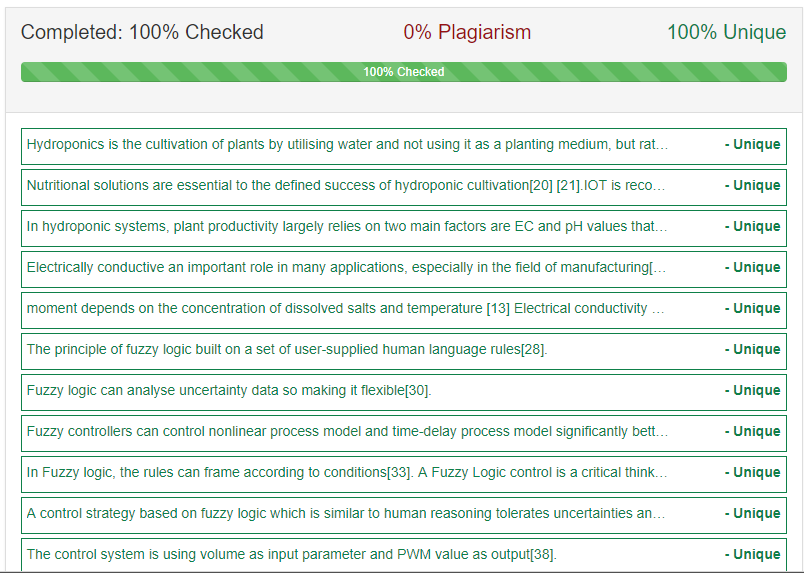 Completed: 100% Checked 0% Plagiarism 100% Unique
100% Checked
Hydroponics is the cultivation of plants by utilising water and not using it as a planting medium, but rat... - Unique
Nutritional solutions are essential to the defined success of hydroponic cultivation[20] [21].IOT is reco... - Unique
In hydroponic systems, plant productivity largely relies on two main factors are EC and pH values that... - Unique
Electrically conductive an important role in many applications, especially in the field of manufacturing[... - Unique
moment depends on the concentration of dissolved salts and temperature [13] Electrical conductivity ... - Unique
The principle of fuzzy logic built on a set of user-supplied human language rules[28]. - Unique
Fuzzy logic can analyse uncertainty data so making it flexible[30]. - Unique
Fuzzy controllers can control nonlinear process model and time-delay process model significantly bett... - Unique
In Fuzzy logic, the rules can frame according to conditions[33]. A Fuzzy Logic control is a critical think... - Unique
A control strategy based on fuzzy logic which is similar to human reasoning tolerates uncertainties an... - Unique
The control system is using volume as input parameter and PWM value as output[38]. - Unique